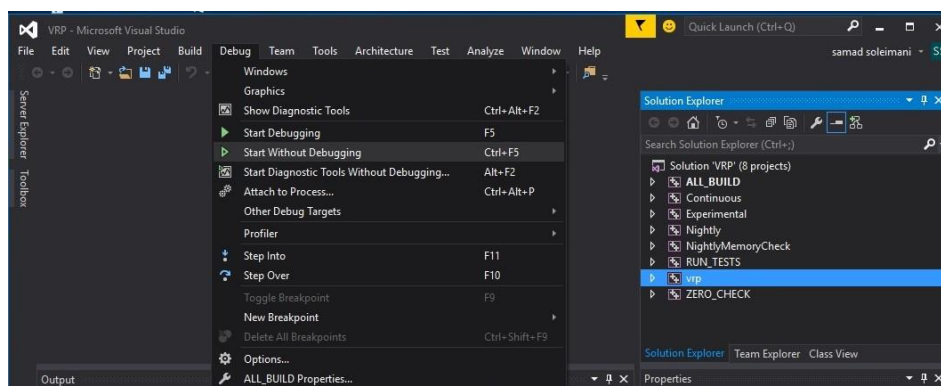 VRP - Microsoft Visual Studio
Quick Launch (Ctrl+Q)
File Edit View Project Build Debug Team Tools Architecture Test Analyze Window Help
samad soleimani
Server Explorer
Toolbox
Windows
Graphics
Show Diagnostic Tools Ctrl+Alt+F2
Start Debugging F5
Start Without Debugging Ctrl+F5
Start Diagnostic Tools Without Debugging... Alt+F2
Attach to Process... Ctrl+Alt+P
Other Debug Targets
Profiler
Step Into F11
Step Over F10
Toggle Breakpoint F9
New Breakpoint
Delete All Breakpoints Ctrl+Shift+F9
Options...
ALL_BUILD Properties...
Output
Solution Explorer
Search Solution Explorer (Ctrl+;)
Solution 'VRP' (8 projects)
ALL_BUILD
Continuous
Experimental
Nightly
NightlyMemoryCheck
RUN_TESTS
vrp
ZERO_CHECK
Solution Explorer Team Explorer Class View
Properties